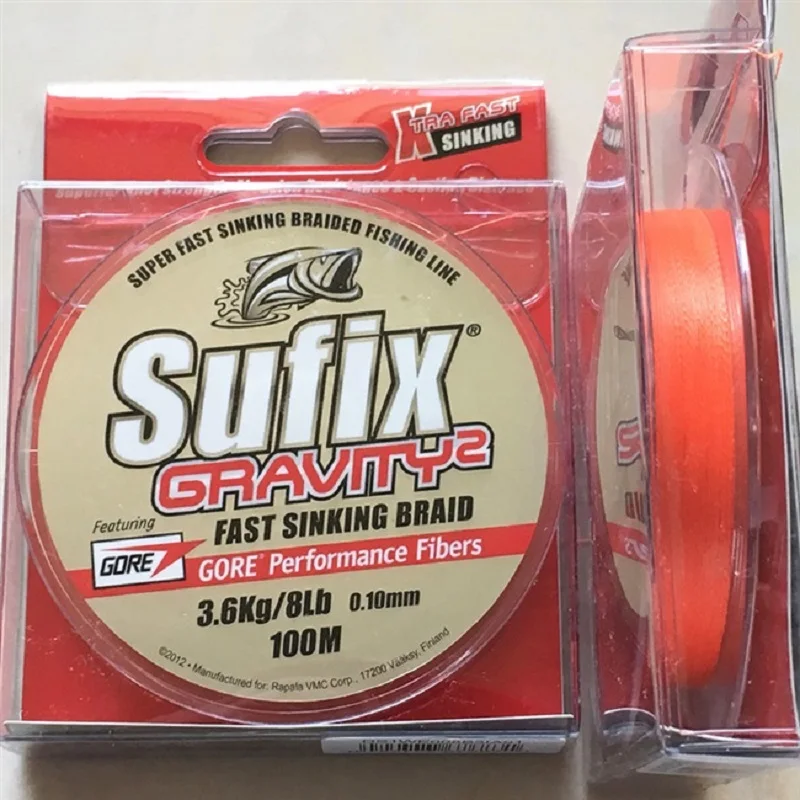 XTRA FAST
SINKING
SUPER FAST SINKING BRAIDED FISHING LINE
Sufix®
GRAVITY2
Featuring
FAST SINKING BRAID
GORE
GORE® Performance Fibers
3.6Kg/8Lb 0.10mm
100M
©2012 • Manufactured for: Rapala VMC Corp., 17200 Vääksy, Finland